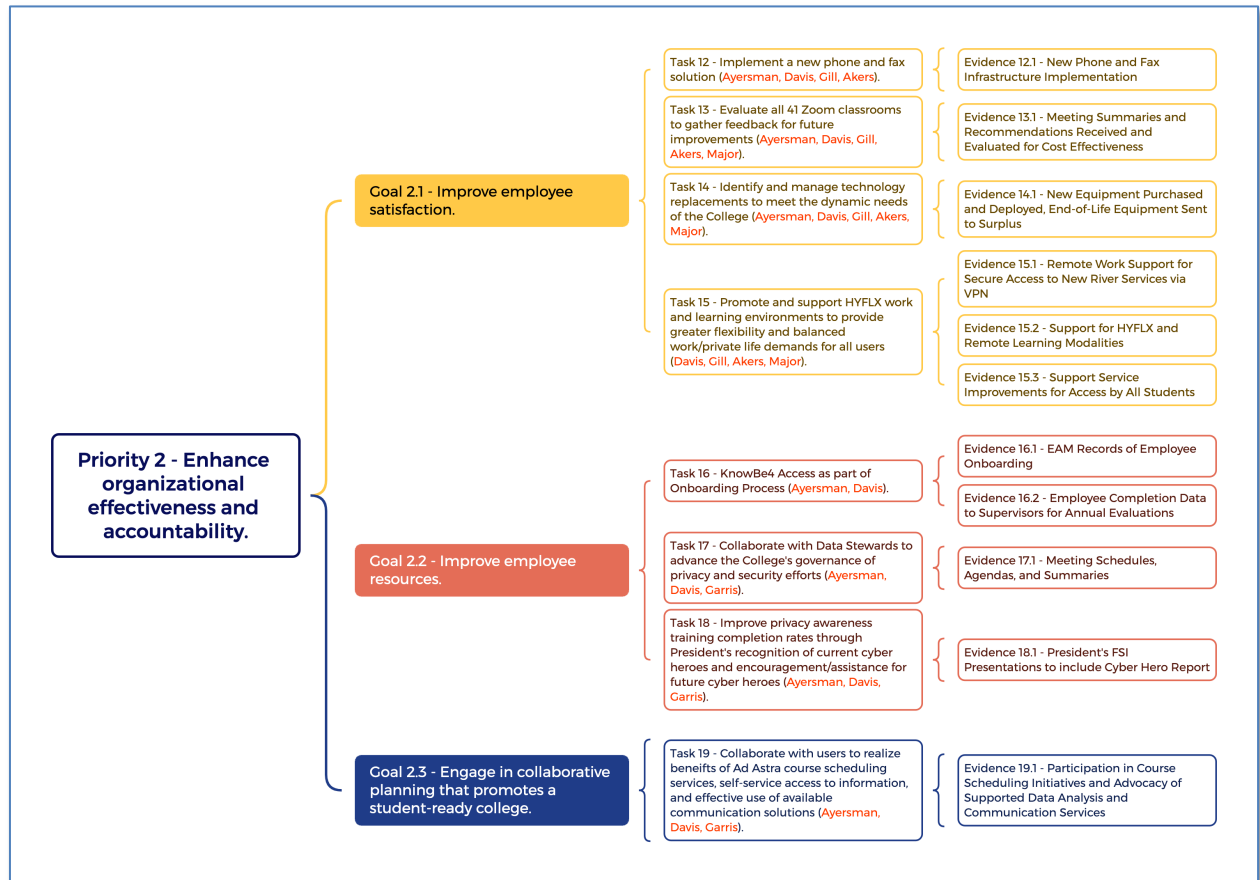 Priority 2 - Enhance
organizational
effectiveness and
accountability.
Goal 2.1 - Improve employee
satisfaction.
Task 12 - Implement a new phone and fax
solution (Ayersman, Davis, Gill, Akers).
Evidence 12.1 - New Phone and Fax
Infrastructure Implementation
Task 13 - Evaluate all 41 Zoom classrooms
to gather feedback for future
improvements (Ayersman, Davis, Gill,
Akers, Major).
Evidence 13.1 - Meeting Summaries and
Recommendations Received and
Evaluated for Cost Effectiveness
Task 14 - Identify and manage technology
replacements to meet the dynamic needs
of the College (Ayersman, Davis, Gill, Akers,
Major).
Evidence 14.1 - New Equipment Purchased
and Deployed, End-of-Life Equipment Sent
to Surplus
Task 15 - Promote and support HYFLX work
and learning environments to provide
greater flexibility and balanced
work/private life demands for all users
(Davis, Gill, Akers, Major).
Evidence 15.1 - Remote Work Support for
Secure Access to New River Services via
VPN
Evidence 15.2 - Support for HYFLX and
Remote Learning Modalities
Evidence 15.3 - Support Service
Improvements for Access by All Students
Goal 2.2 - Improve employee
resources.
Task 16 - KnowBe4 Access as part of
Onboarding Process (Ayersman, Davis).
Evidence 16.1 - EAM Records of Employee
Onboarding
Evidence 16.2 - Employee Completion Data
to Supervisors for Annual Evaluations
Task 17 - Collaborate with Data Stewards to
advance the College's governance of
privacy and security efforts (Ayersman,
Davis, Garris).
Evidence 17.1 - Meeting Schedules,
Agendas, and Summaries
Task 18 - Improve privacy awareness
training completion rates through
President's recognition of current cyber
heroes and encouragement/assistance for
future cyber heroes (Ayersman, Davis,
Garris).
Evidence 18.1 - President's FSI
Presentations to include Cyber Hero Report
Goal 2.3 - Engage in collaborative
planning that promotes a
student-ready college.
Task 19 - Collaborate with users to realize
beneifts of Ad Astra course scheduling
services, self-service access to information,
and effective use of available
communication solutions (Ayersman,
Davis, Garris).
Evidence 19.1 - Participation in Course
Scheduling Initiatives and Advocacy of
Supported Data Analysis and
Communication Services